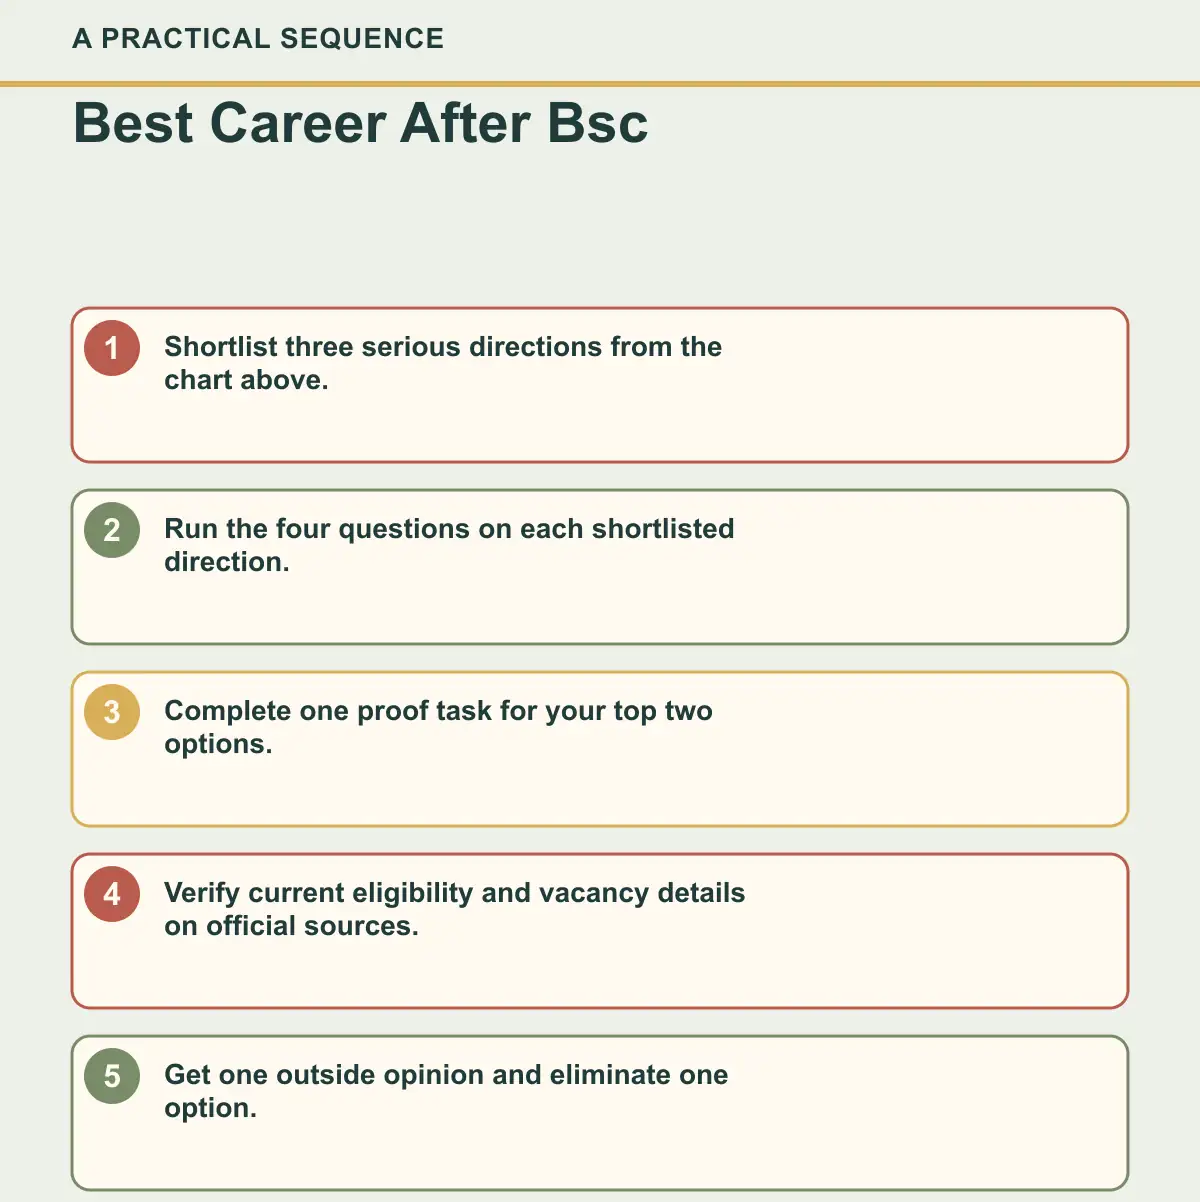 A PRACTICAL SEQUENCE
Best Career After Bsc
1
Shortlist three serious directions from the
chart above.
2
Run the four questions on each shortlisted
direction.
3
Complete one proof task for your top two
options.
4
Verify current eligibility and vacancy details
on official sources.
5
Get one outside opinion and eliminate one
option.